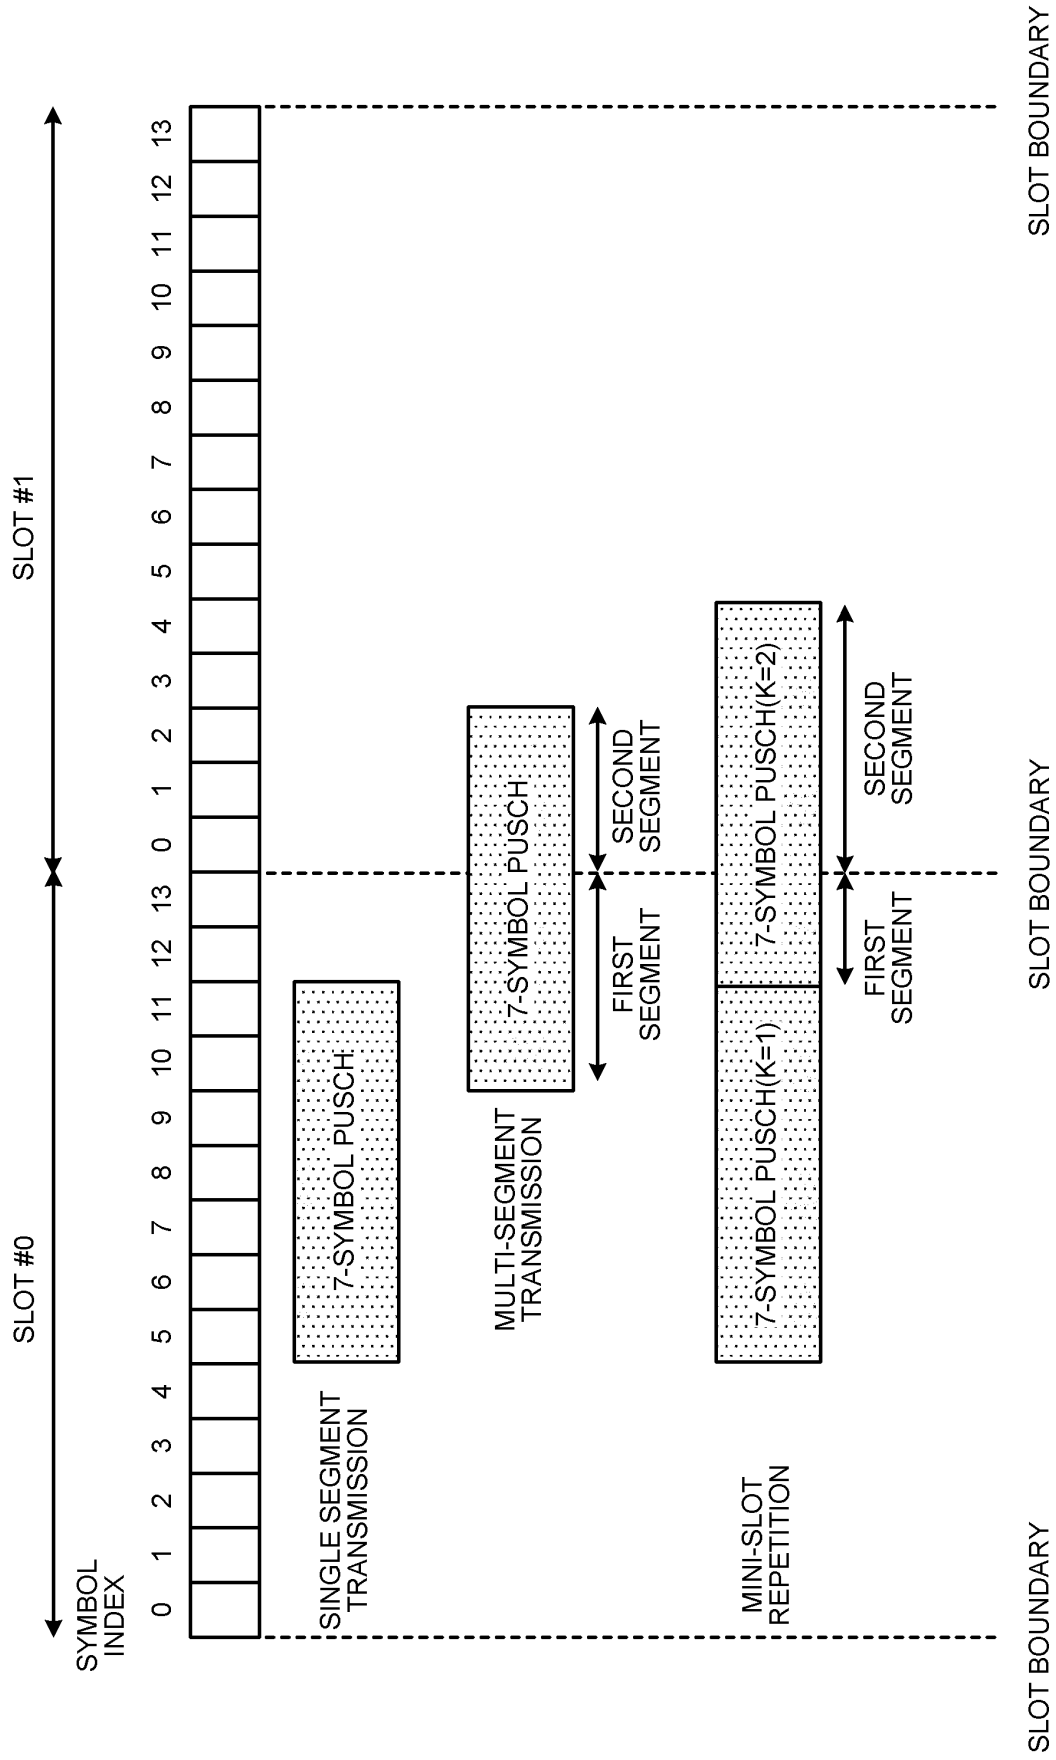 SLOT #0
SLOT #1
SYMBOL
INDEX
0 1 2 3 4 5 6 7 8 9 10 11 12 13 0 1 2 3 4 5 6 7 8 9 10 11 12 13
SINGLE SEGMENT
TRANSMISSION
7-SYMBOL PUSCH
MULTI-SEGMENT
TRANSMISSION
7-SYMBOL PUSCH
FIRST
SEGMENT
SECOND
SEGMENT
MINI-SLOT
REPETITION
7-SYMBOL PUSCH(K=1)
7-SYMBOL PUSCH(K=2)
FIRST
SEGMENT
SECOND
SEGMENT
SLOT BOUNDARY
SLOT BOUNDARY
SLOT BOUNDARY